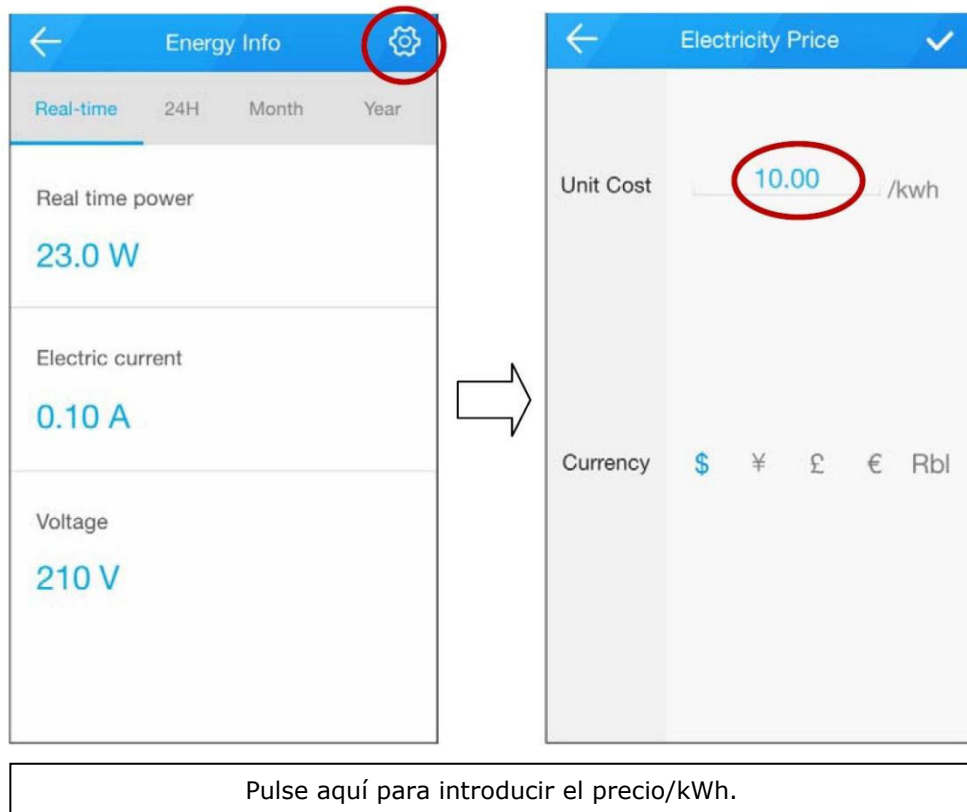 Energy Info
Real-time 24H Month Year
Real time power
23.0 W
Electric current
0.10 A
Voltage
210 V
Electricity Price
Unit Cost 10.00 /kwh
Currency $ ¥ £ € Rbl
Pulse aquí para introducir el precio/kWh.